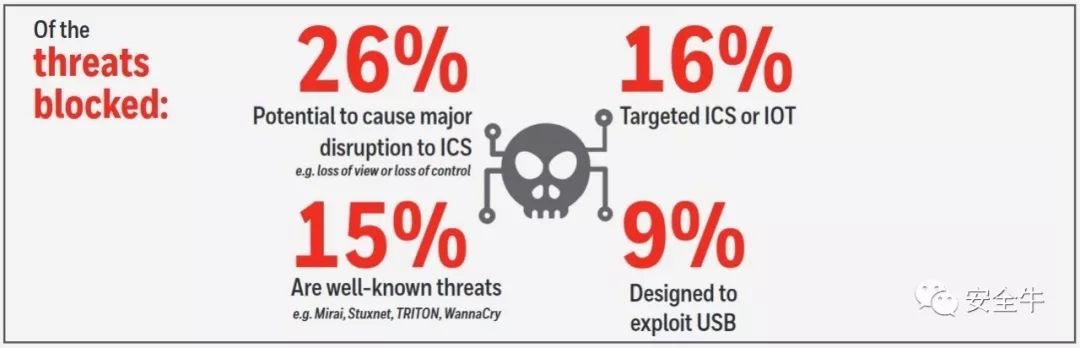 Of the
threats
blocked:
26%
Potential to cause major
disruption to ICS
e.g. loss of view or loss of control
16%
Targeted ICS or IOT
15%
Are well-known threats
e.g. Mirai, Stuxnet, TRITON, WannaCry
9%
Designed to
exploit USB
安全牛